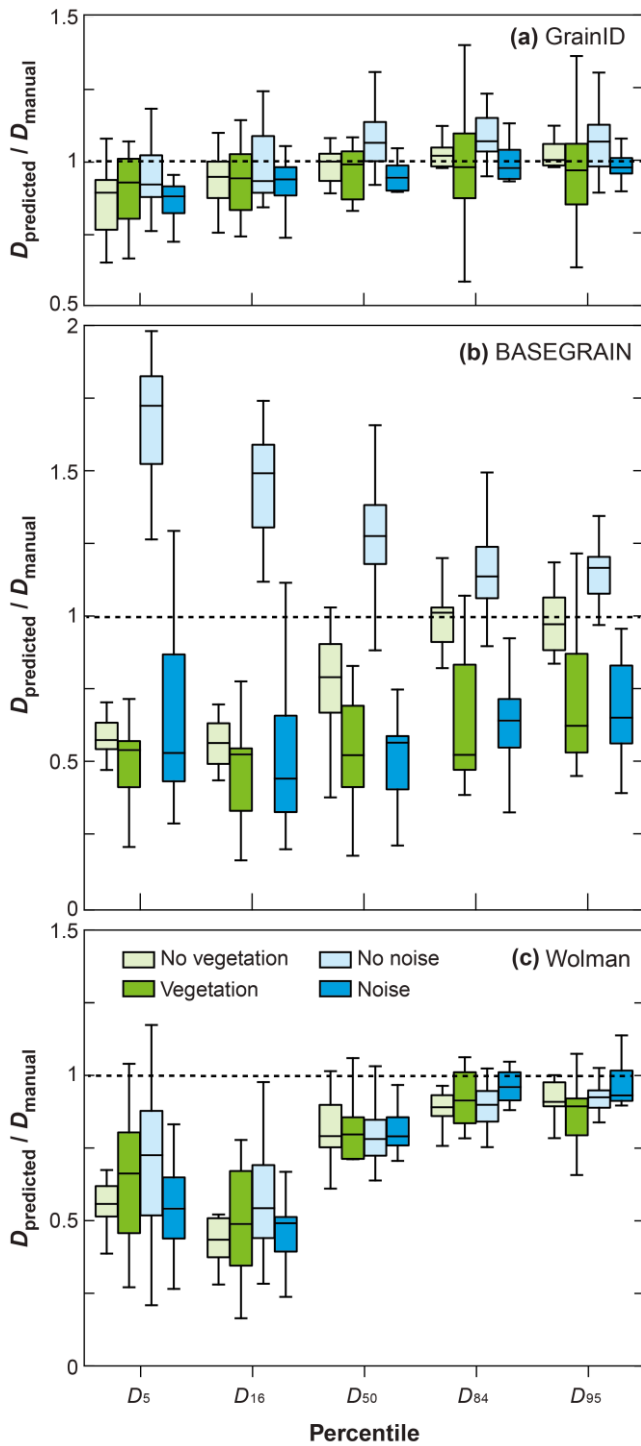 1.5
(a) GrainID
1
0.5
Dpredicted / Dmanual
2
(b) BASEGRAIN
1.5
1
0.5
0
Dpredicted / Dmanual
1.5
No vegetation No noise (c) Wolman
Vegetation Noise
1
0.5
0
Dpredicted / Dmanual
D5 D16 D50 D84 D95
Percentile